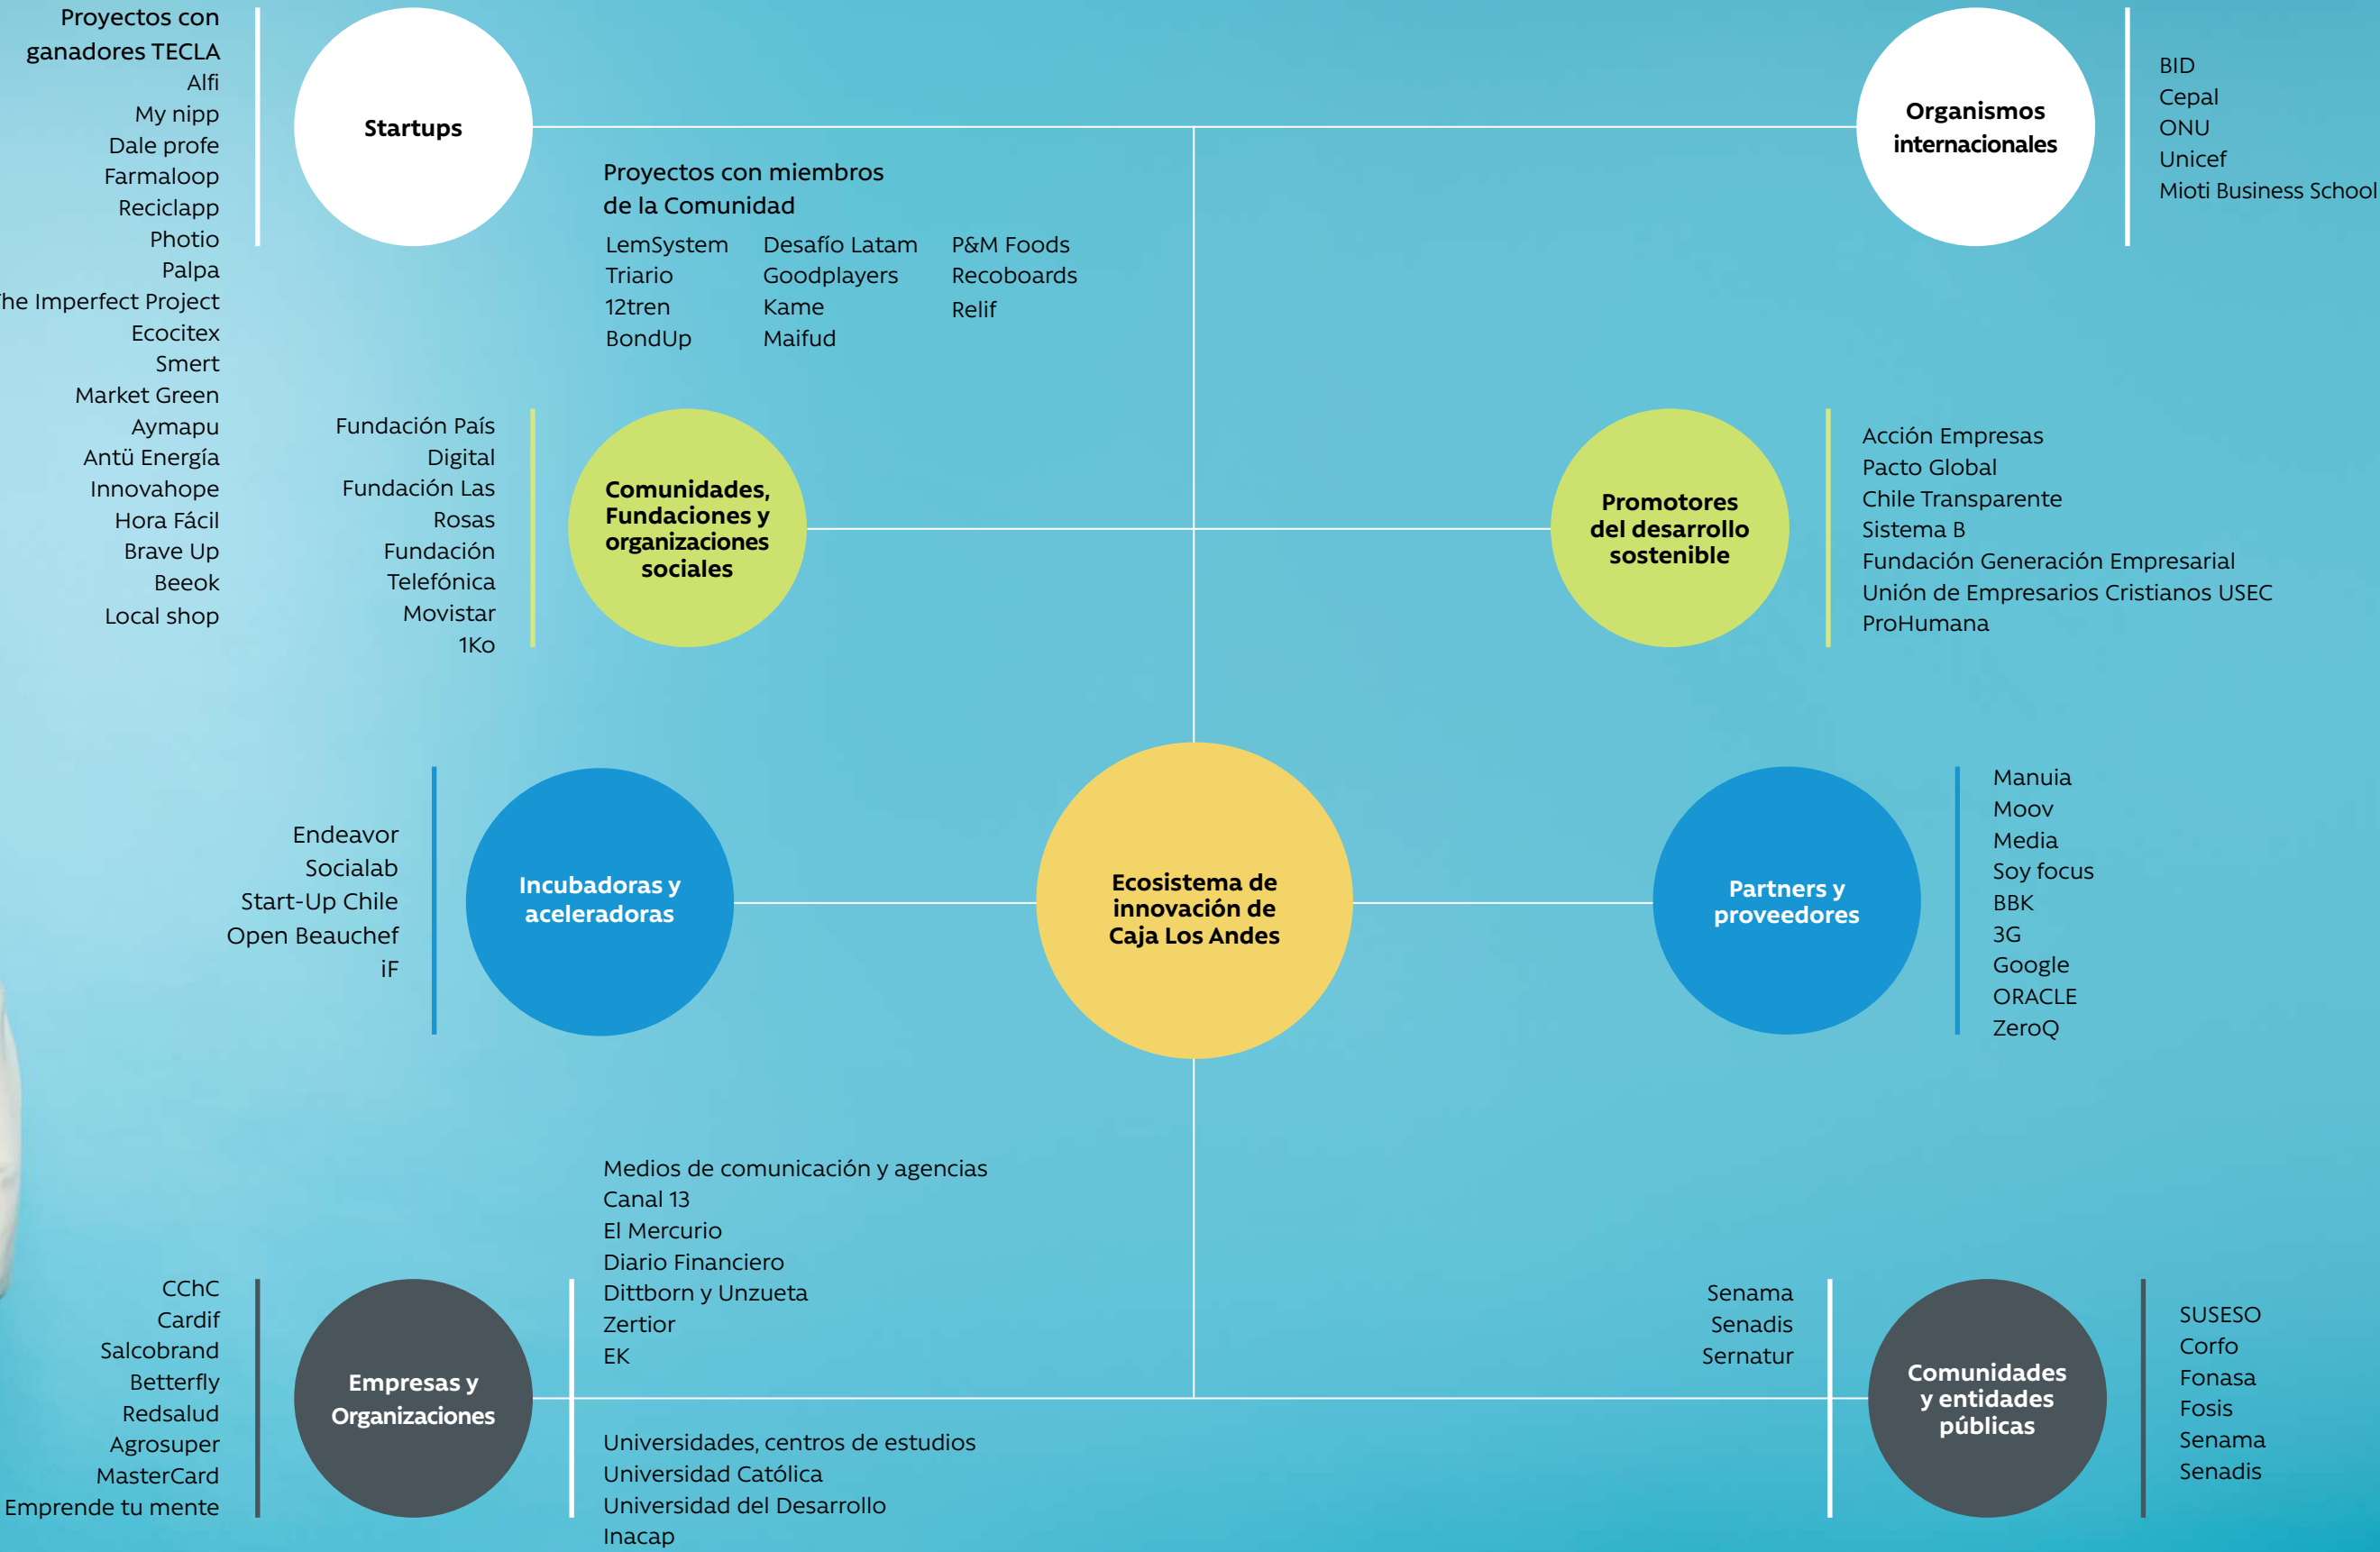 Proyectos con
ganadores TECLA
Alfi
My nipp
Dale profe
Farmaloop
Reciclapp
Photio
Palpa
The Imperfect Project
Ecocitex
Smert
Market Green
Aymapu
Antü Energía
Innovahope
Hora Fácil
Brave Up
Beeok
Local shop
Startups
Proyectos con miembros
de la Comunidad
LemSystem
Triario
12tren
BondUp
Desafío Latam
Goodplayers
Kame
Maifud
P&M Foods
Recoboards
Relif
Organismos
internacionales
BID
Cepal
ONU
Unicef
Mioti Business School
Fundación País
Digital
Fundación Las
Rosas
Fundación
Telefónica
Movistar
1Ko
Comunidades,
Fundaciones y
organizaciones
sociales
Promotores
del desarrollo
sostenible
Acción Empresas
Pacto Global
Chile Transparente
Sistema B
Fundación Generación Empresarial
Unión de Empresarios Cristianos USEC
ProHumana
Endeavor
Socialab
Start-Up Chile
Open Beauchef
iF
Incubadoras y
aceleradoras
Ecosistema de
innovación de
Caja Los Andes
Partners y
proveedores
Manuia
Moov
Media
Soy focus
BBK
3G
Google
ORACLE
ZeroQ
CChC
Cardif
Salcobrand
Betterfly
Redsalud
Agrosuper
MasterCard
Emprende tu mente
Empresas y
Organizaciones
Medios de comunicación y agencias
Canal 13
El Mercurio
Diario Financiero
Dittborn y Unzueta
Zertior
EK
Universidades, centros de estudios
Universidad Católica
Universidad del Desarrollo
Inacap
Senama
Senadis
Sernatur
Comunidades
y entidades
públicas
SUSESO
Corfo
Fonasa
Fosis
Senama
Senadis